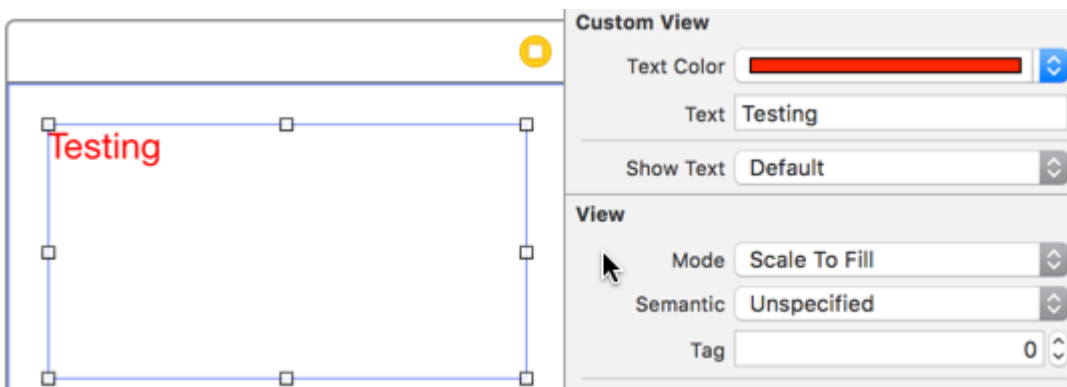 Testing
Custom View
Text Color
Text Testing
Show Text Default
View
Mode Scale To Fill
Semantic Unspecified
Tag 0